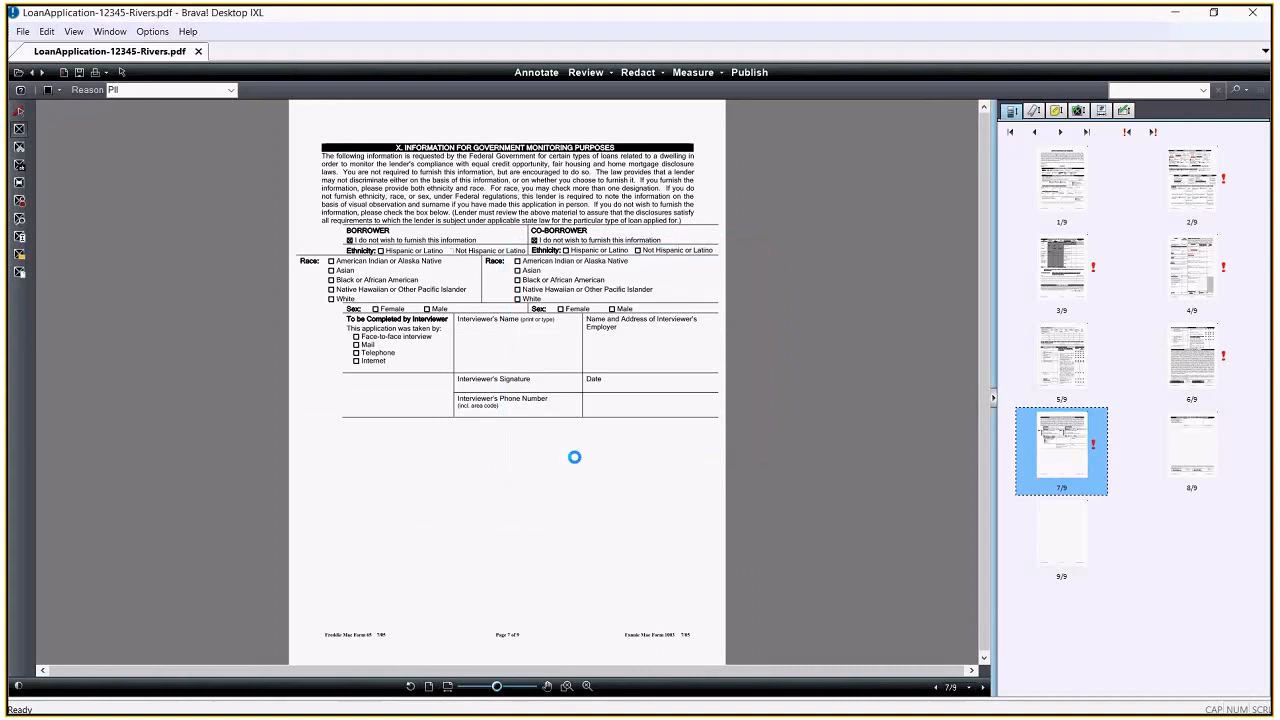 LoanApplication-12345-Rivers.pdf - Brava! Desktop IXL
File Edit View Window Options Help
LoanApplication-12345-Rivers.pdf
Annotate Review Redact Measure Publish
Reason PII
X. INFORMATION FOR GOVERNMENT MONITORING PURPOSES
The following information is requested by the Federal Government for certain types of loans related to a dwelling in
order to monitor the lender's compliance with equal credit opportunity, fair housing and home mortgage disclosure
laws. You are not required to furnish this information, but are encouraged to do so. The law provides that a lender
may not discriminate either on the basis of this information, or on whether you choose to furnish it. If you furnish the
information, please provide both ethnicity and race. For race, you may check more than one designation. If you do
not furnish ethnicity, race, or sex, under Federal regulations, this lender is required to note the information on the
basis of visual observation and surname if you have made this application in person. If you do not wish to furnish the
information, please check the box below. (Lender must review the above material to assure that the disclosures satisfy
all requirements to which the lender is subject under applicable state law for the particular type of loan applied for.)
BORROWER CO-BORROWER
I do not wish to furnish this information I do not wish to furnish this information
Ethnicity: Hispanic or Latino Not Hispanic or Latino Ethnicity: Hispanic or Latino Not Hispanic or Latino
Race: American Indian or Alaska Native Race: American Indian or Alaska Native
Asian Asian
Black or African American Black or African American
Native Hawaiian or Other Pacific Islander Native Hawaiian or Other Pacific Islander
White White
Sex: Female Male Sex: Female Male
To be Completed by Interviewer Interviewer's Name (print or type) Name and Address of Interviewer's
Employer
This application was taken by:
Face-to-face interview
Mail
Telephone
Internet
Interviewer's Signature Date
Interviewer's Phone Number
(incl. area code)
Freddie Mac Form 65 7/05 Page 7 of 9 Fannie Mae Form 1003 7/05
1/9 2/9
3/9 4/9
5/9 6/9
7/9 8/9
9/9
7/9
Ready CAP NUM SCRL